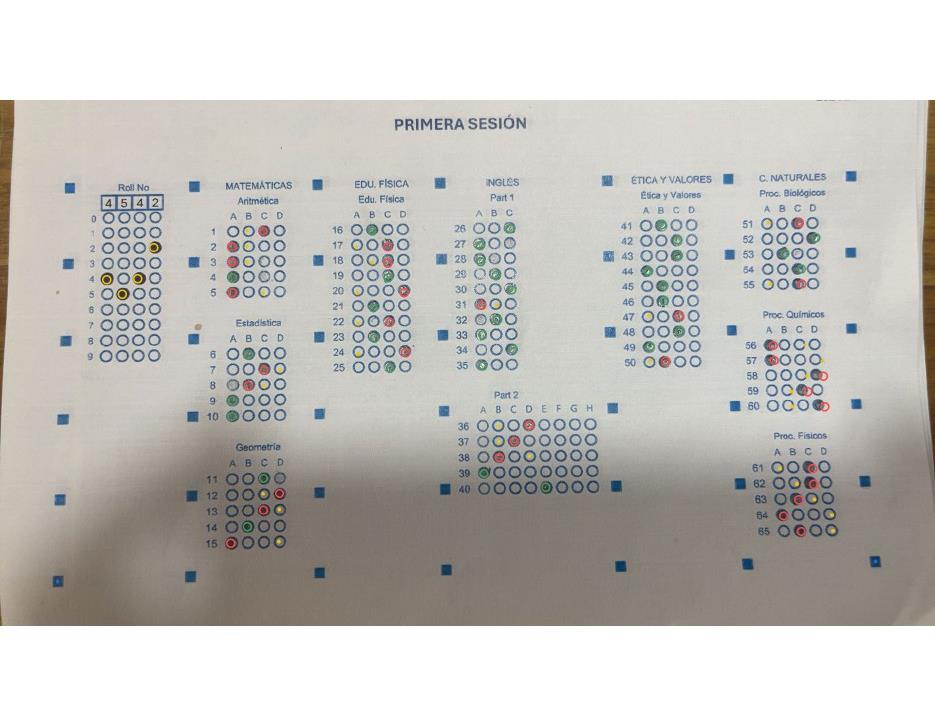 PRIMERA SESIÓN
Roll No
4 5 4 2
0
1
2
3
4
5
6
7
8
9
MATEMÁTICAS
Aritmética
A B C D
1
2
3
4
5
Estadística
A B C D
6
7
8
9
10
Geometría
A B C D
11
12
13
14
15
EDU. FÍSICA
Edu. Física
A B C D
16
17
18
19
20
21
22
23
24
25
INGLÉS
Part 1
A B C
26
27
28
29
30
31
32
33
34
35
Part 2
A B C D E F G H
36
37
38
39
40
ÉTICA Y VALORES
Ética y Valores
A B C D
41
42
43
44
45
46
47
48
49
50
C. NATURALES
Proc. Biológicos
A B C D
51
52
53
54
55
Proc. Químicos
A B C D
56
57
58
59
60
Proc. Físicos
A B C D
61
62
63
64
65